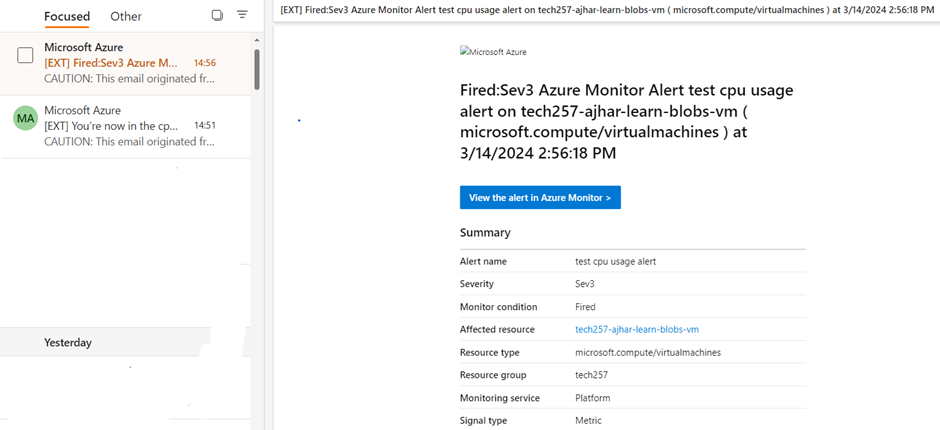 Focused Other
Microsoft Azure
[EXT] Fired:Sev3 Azure M... 14:56
CAUTION: This email originated fr...
MA
Microsoft Azure
[EXT] You're now in the cp... 14:51
CAUTION: This email originated fr...
Yesterday
[EXT] Fired:Sev3 Azure Monitor Alert test cpu usage alert on tech257-ajhar-learn-blobs-vm ( microsoft.compute/virtualmachines ) at 3/14/2024 2:56:18 PM
Microsoft Azure
Fired:Sev3 Azure Monitor Alert test cpu usage
alert on tech257-ajhar-learn-blobs-vm (
microsoft.compute/virtualmachines ) at
3/14/2024 2:56:18 PM
View the alert in Azure Monitor >
Summary
Alert name test cpu usage alert
Severity Sev3
Monitor condition Fired
Affected resource tech257-ajhar-learn-blobs-vm
Resource type microsoft.compute/virtualmachines
Resource group tech257
Monitoring service Platform
Signal type Metric